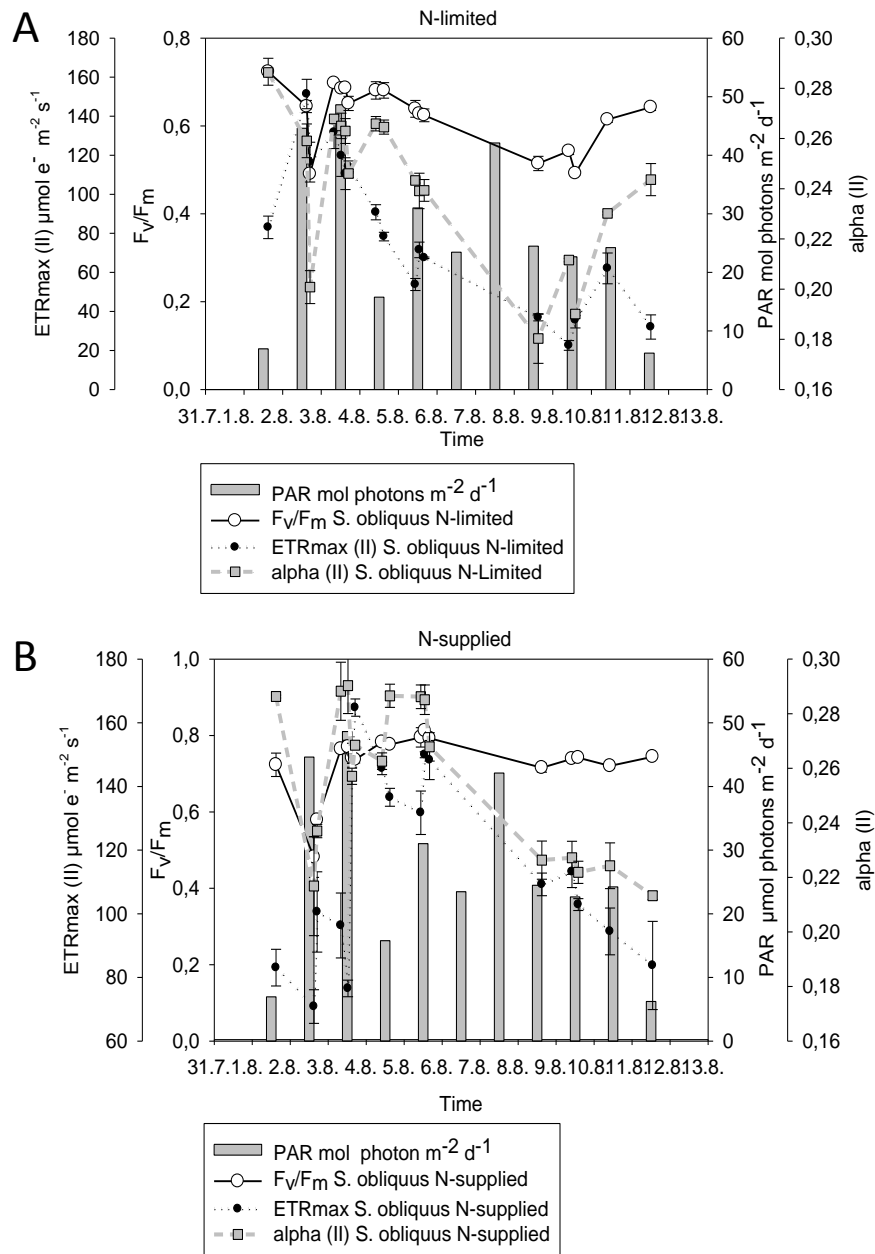 A
N-limited
180
160
140
120
100
80
60
40
20
0
ETRmax (II) µmol e⁻ m⁻² s⁻¹
0,8
0,6
0,4
0,2
0,0
Fv/Fm
60
50
40
30
20
10
0
PAR mol photons m⁻² d⁻¹
0,30
0,28
0,26
0,24
0,22
0,20
0,18
0,16
alpha (II)
31.7.1.8. 2.8. 3.8. 4.8. 5.8. 6.8. 7.8. 8.8. 9.8. 10.8. 11.8. 12.8. 13.8.
Time
PAR mol photons m⁻² d⁻¹
Fv/Fm S. obliquus N-limited
ETRmax (II) S. obliquus N-limited
alpha (II) S. obliquus N-Limited
B
N-supplied
180
160
140
120
100
80
60
ETRmax (II) µmol e⁻ m⁻² s⁻¹
1,0
0,8
0,6
0,4
0,2
0,0
Fv/Fm
60
50
40
30
20
10
0
PAR µmol photons m⁻² d⁻¹
0,30
0,28
0,26
0,24
0,22
0,20
0,18
0,16
alpha (II)
31.7.1.8. 2.8. 3.8. 4.8. 5.8. 6.8. 7.8. 8.8. 9.8. 10.8. 11.8. 12.8. 13.8.
Time
PAR mol photon m⁻² d⁻¹
Fv/Fm S. obliquus N-supplied
ETRmax S. obliquus N-supplied
alpha (II) S. obliquus N-supplied